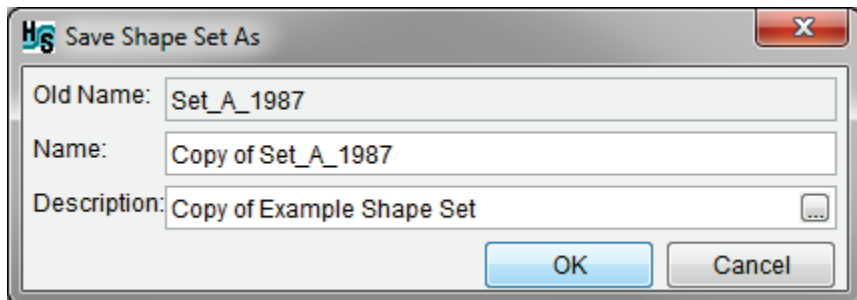 HS Save Shape Set As
Old Name: Set_A_1987
Name: Copy of Set_A_1987
Description: Copy of Example Shape Set ...
OK Cancel